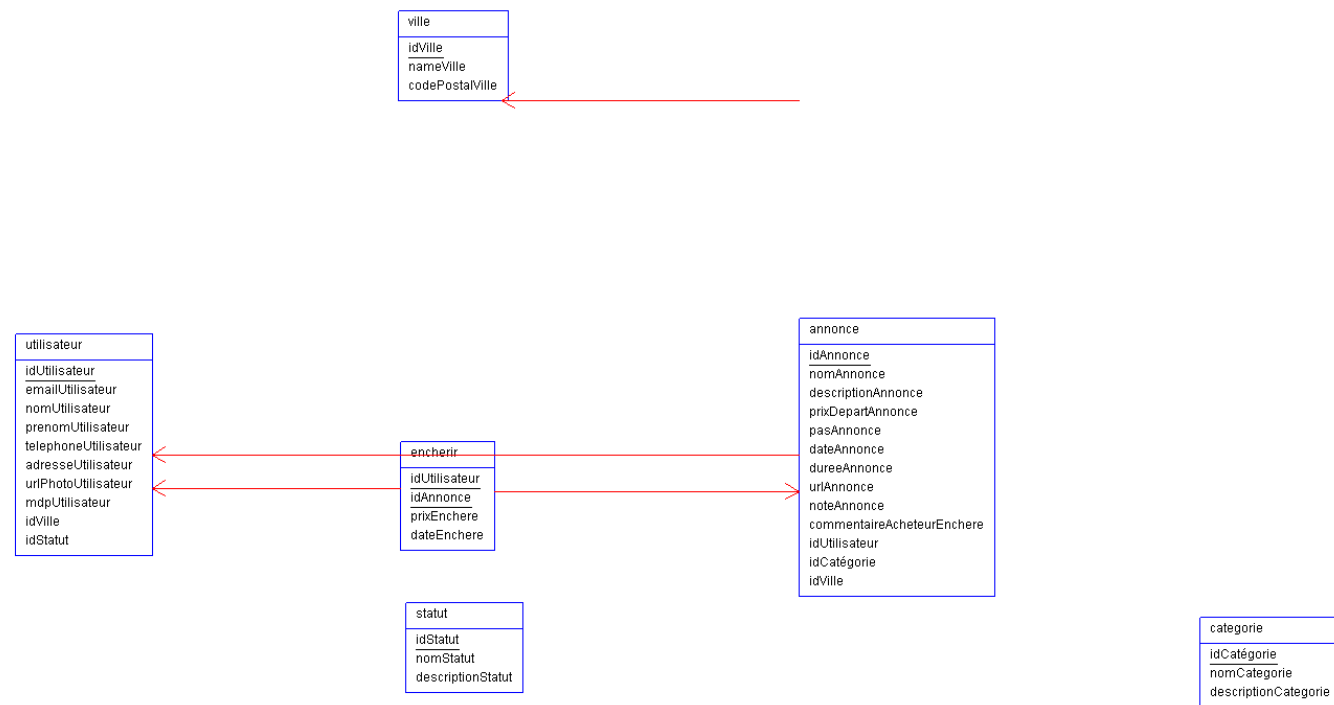 ville
idVille
nameVille
codePostalVille
utilisateur
idUtilisateur
emailUtilisateur
nomUtilisateur
prenomUtilisateur
telephoneUtilisateur
adresseUtilisateur
urlPhotoUtilisateur
mdpUtilisateur
idVille
idStatut
encherir
idUtilisateur
idAnnonce
prixEnchere
dateEnchere
annonce
idAnnonce
nomAnnonce
descriptionAnnonce
prixDepartAnnonce
pasAnnonce
dateAnnonce
dureeAnnonce
urlAnnonce
noteAnnonce
commentaireAcheteurEnchere
idUtilisateur
idCatégorie
idVille
statut
idStatut
nomStatut
descriptionStatut
categorie
idCatégorie
nomCategorie
descriptionCategorie